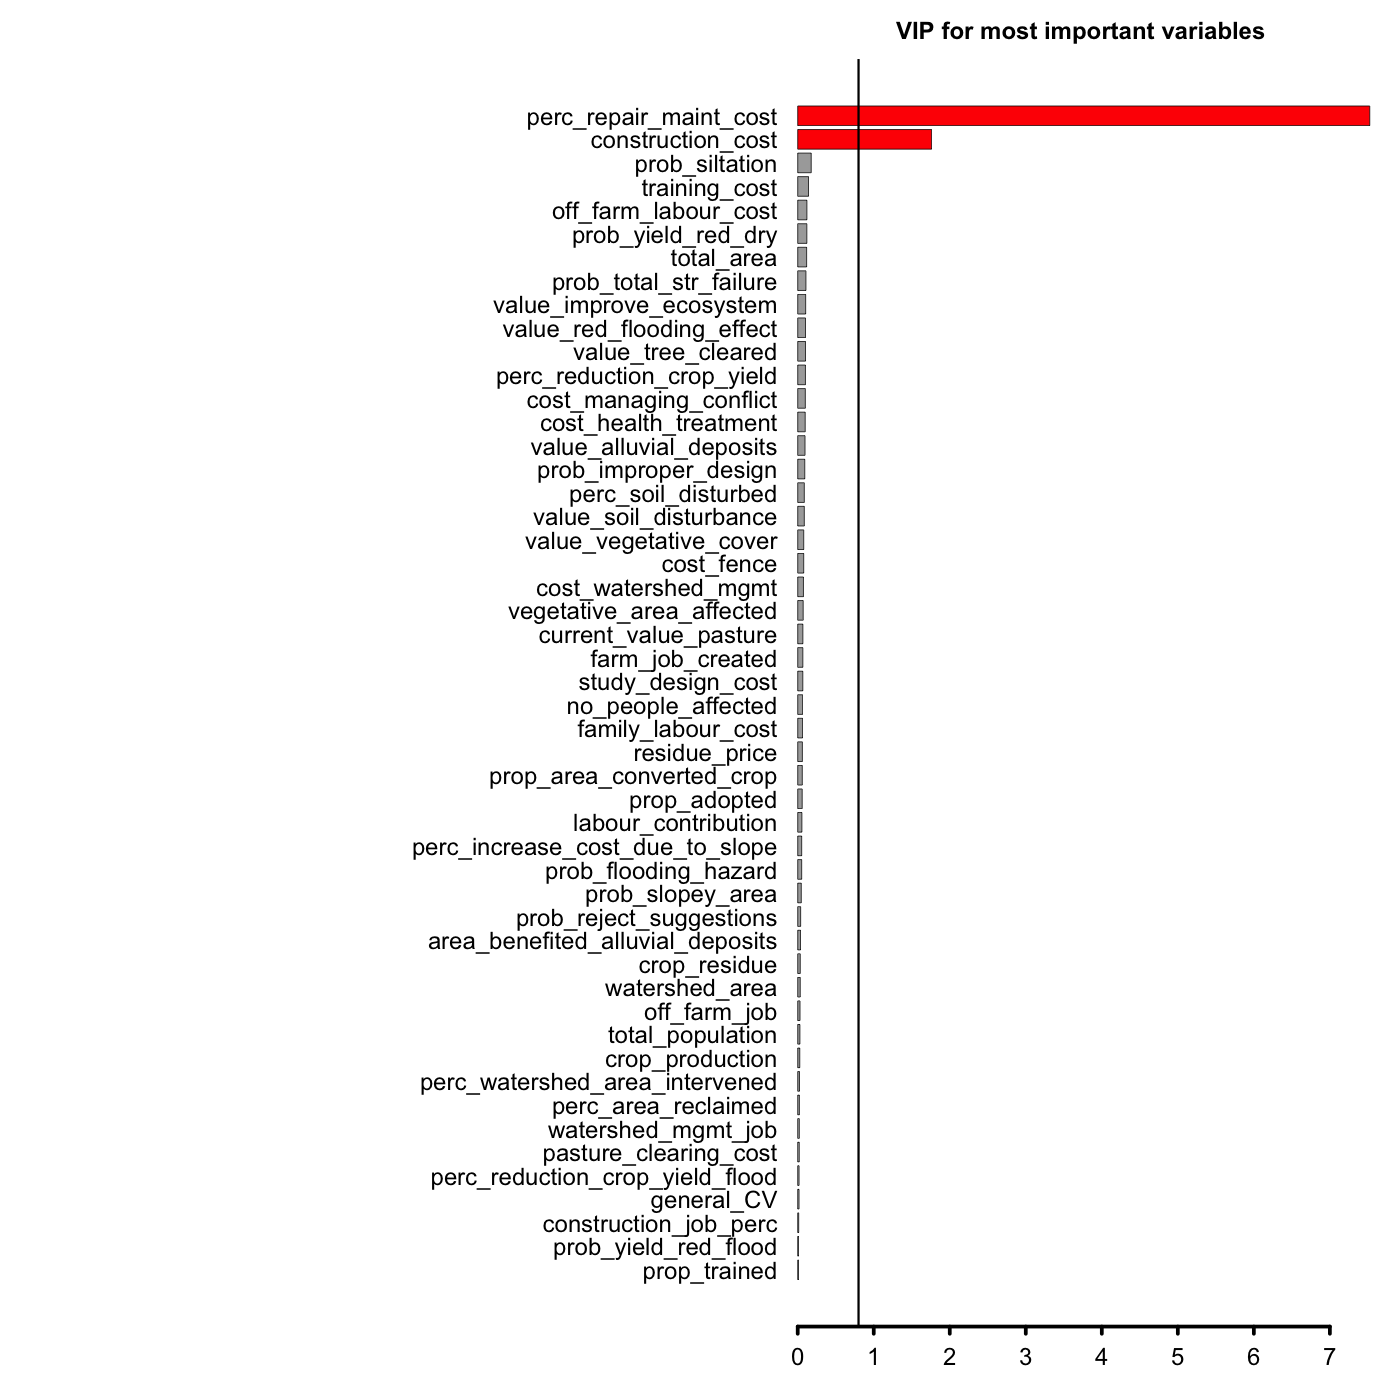 VIP for most important variables
perc_repair_maint_cost
construction_cost
prob_siltation
training_cost
off_farm_labour_cost
prob_yield_red_dry
total_area
prob_total_str_failure
value_improve_ecosystem
value_red_flooding_effect
value_tree_cleared
perc_reduction_crop_yield
cost_managing_conflict
cost_health_treatment
value_alluvial_deposits
prob_improper_design
perc_soil_disturbed
value_soil_disturbance
value_vegetative_cover
cost_fence
cost_watershed_mgmt
vegetative_area_affected
current_value_pasture
farm_job_created
study_design_cost
no_people_affected
family_labour_cost
residue_price
prop_area_converted_crop
prop_adopted
labour_contribution
perc_increase_cost_due_to_slope
prob_flooding_hazard
prob_slopey_area
prob_reject_suggestions
area_benefited_alluvial_deposits
crop_residue
watershed_area
off_farm_job
total_population
crop_production
perc_watershed_area_intervened
perc_area_reclaimed
watershed_mgmt_job
pasture_clearing_cost
perc_reduction_crop_yield_flood
general_CV
construction_job_perc
prob_yield_red_flood
prop_trained
0 1 2 3 4 5 6 7